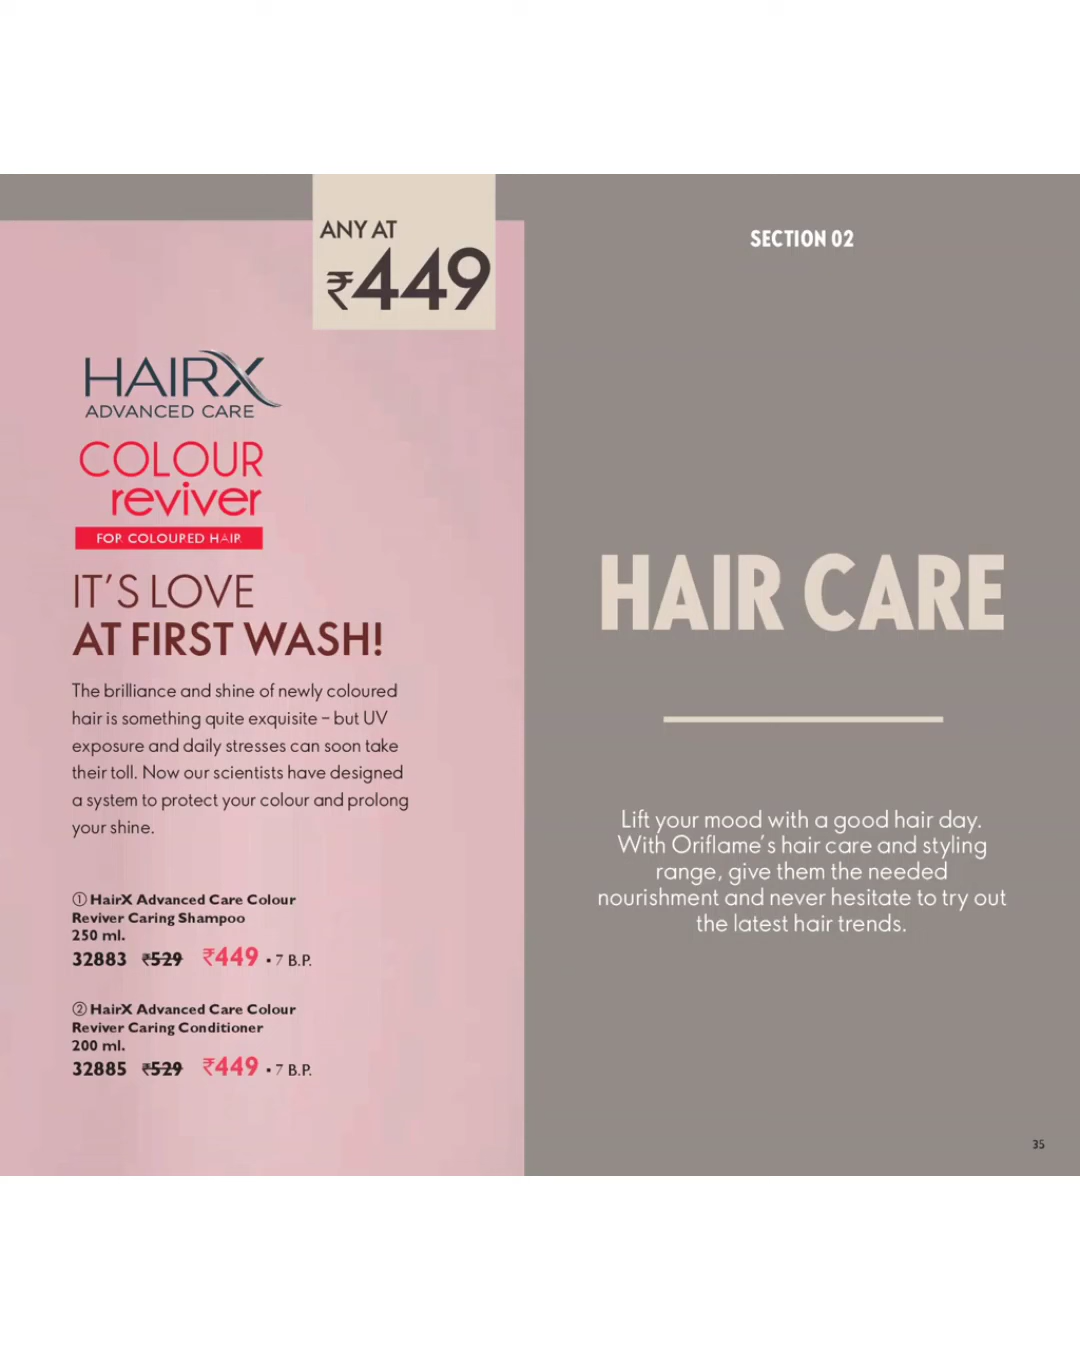 ANY AT
₹449
HAIRX
ADVANCED CARE
COLOUR
reviver
FOR COLOURED HAIR
IT'S LOVE
AT FIRST WASH!
The brilliance and shine of newly coloured
hair is something quite exquisite – but UV
exposure and daily stresses can soon take
their toll. Now our scientists have designed
a system to protect your colour and prolong
your shine.
① HairX Advanced Care Colour
Reviver Caring Shampoo
250 ml.
32883 ₹529 ₹449 • 7 B.P.
② HairX Advanced Care Colour
Reviver Caring Conditioner
200 ml.
32885 ₹529 ₹449 • 7 B.P.
SECTION 02
HAIR CARE
Lift your mood with a good hair day.
With Oriflame's hair care and styling
range, give them the needed
nourishment and never hesitate to try out
the latest hair trends.
35